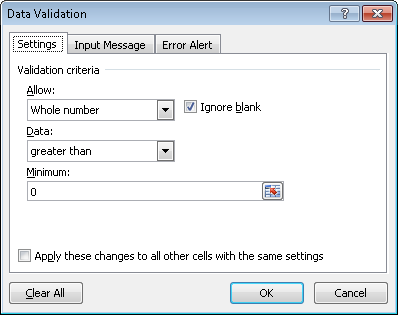 Data Validation
Settings Input Message Error Alert
Validation criteria
Allow:
Whole number Ignore blank
Data:
greater than
Minimum:
0
Apply these changes to all other cells with the same settings
Clear All OK Cancel